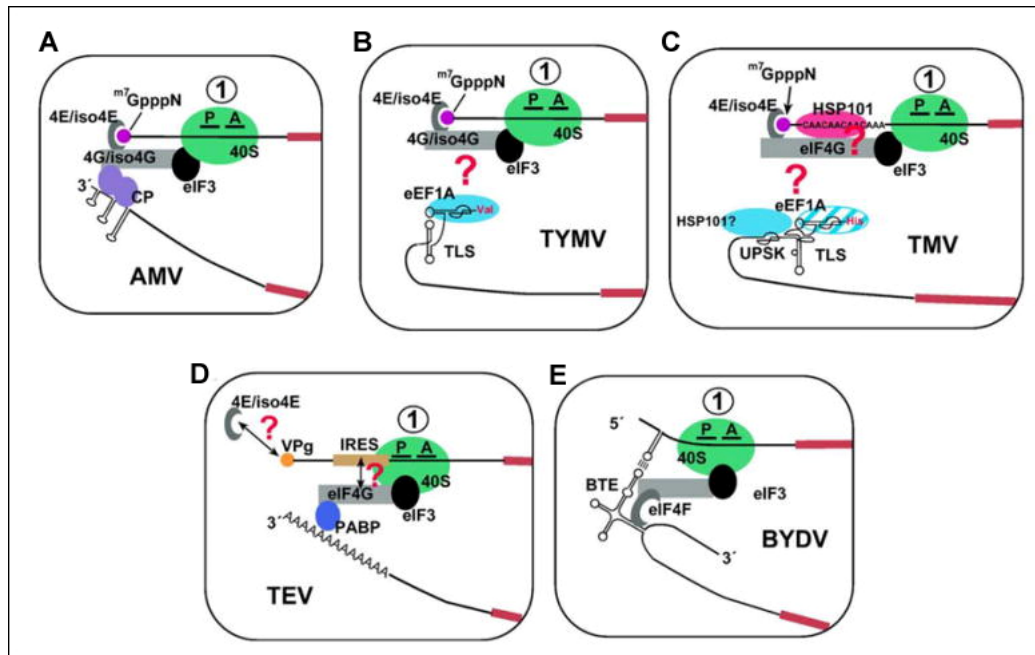 A
1
m7GpppN
4E/iso4E
P A
4G/iso4G
40S
eIF3
3´
CP
AMV
B
1
m7GpppN
4E/iso4E
P A
4G/iso4G
40S
?
eIF3
eEF1A
Val
TLS
TYMV
C
1
m7GpppN
4E/iso4E
HSP101
P A
CAACAACAACAAA
eIF4G
?
40S
eIF3
?
eEF1A
HSP101?
His
UPSK
TLS
TMV
D
4E/iso4E
1
?
VPg
IRES
P A
?
40S
eIF4G
eIF3
PABP
3´
AAAAAAAAAAAAAAA
TEV
E
1
5´
P A
40S
BTE
eIF3
eIF4F
BYDV
3´